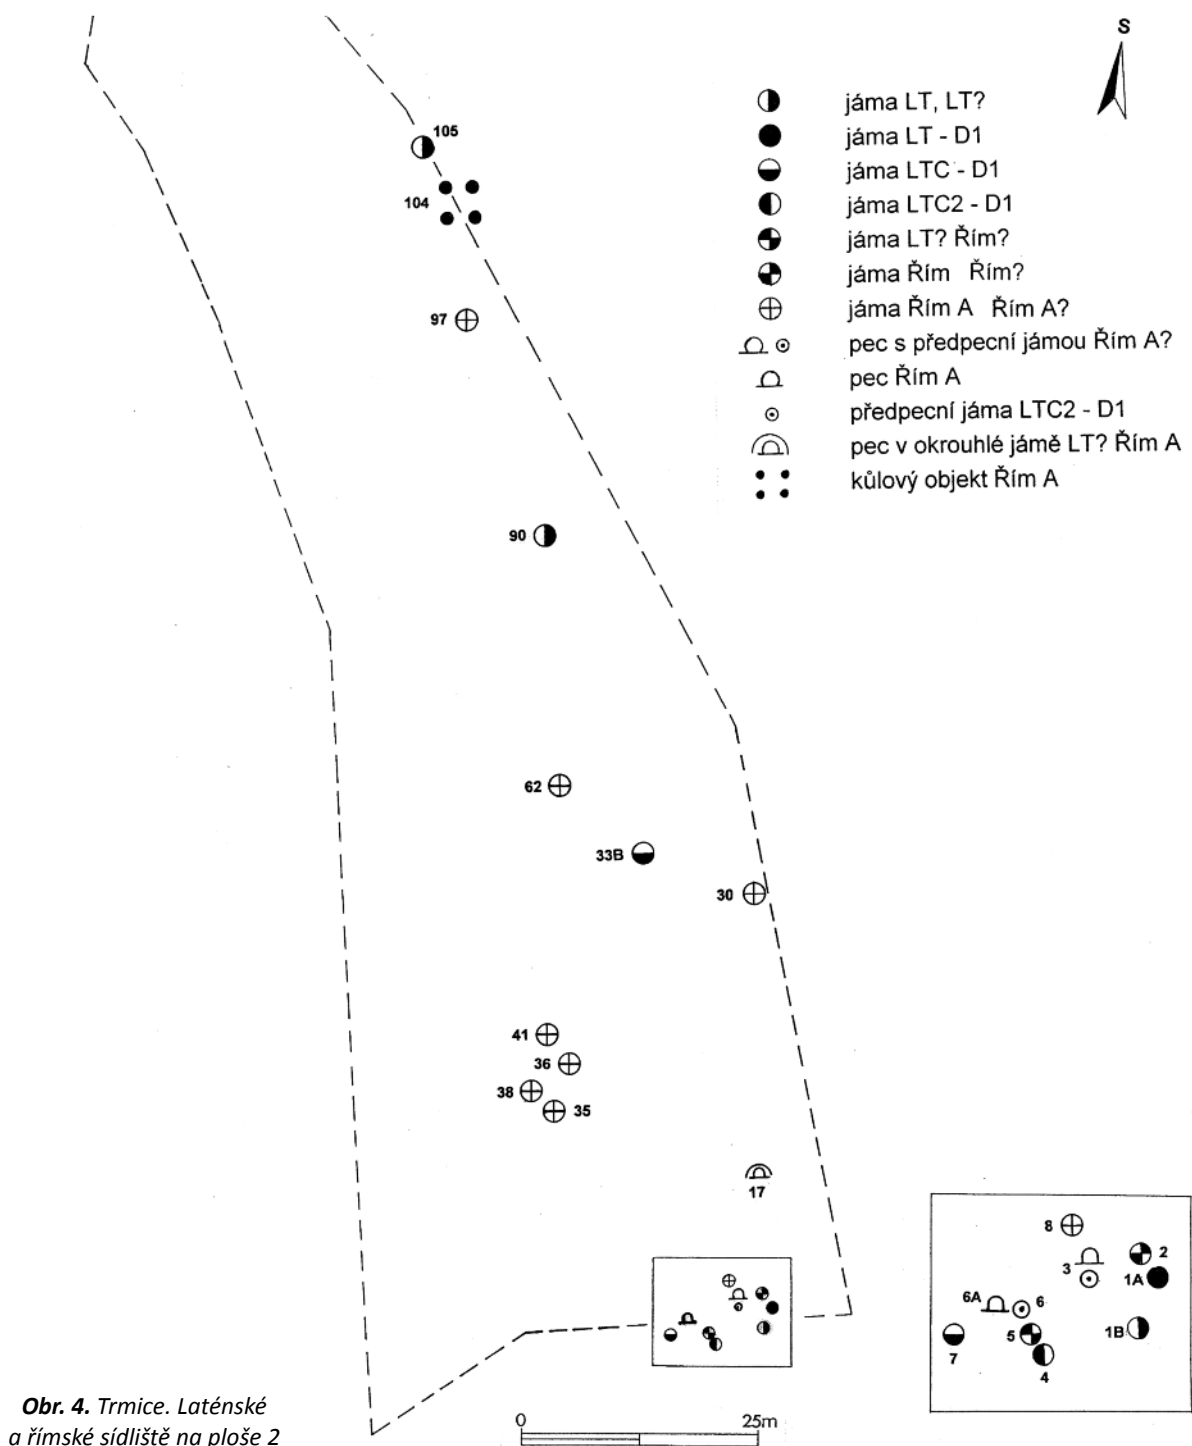 S
jáma LT, LT?
jáma LT - D1
jáma LTC - D1
jáma LTC2 - D1
jáma LT? Řím?
jáma Řím Řím?
jáma Řím A Řím A?
pec s předpecní jámou Řím A?
pec Řím A
předpecní jáma LTC2 - D1
pec v okrouhlé jámě LT? Řím A
kůlový objekt Řím A
105
104
97
90
62
33B
30
41
36
38
35
17
8
2
3
1A
6A
6
1B
5
7
4
0 25m
Obr. 4. Trmice. Laténské
a římské sídliště na ploše 2